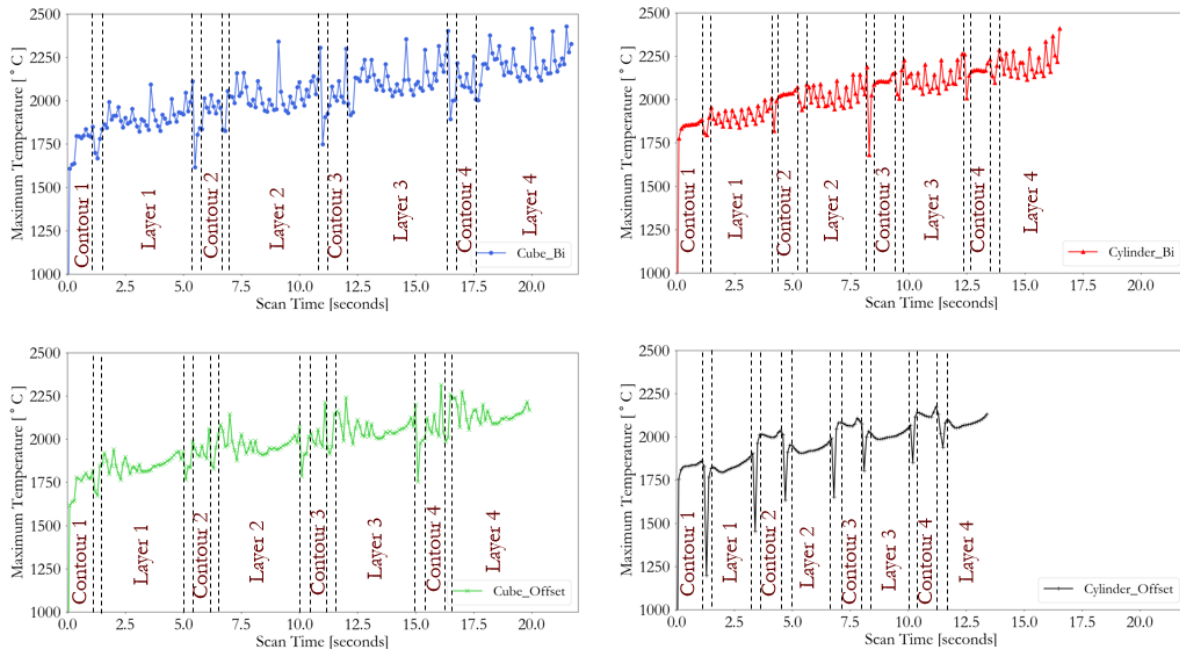 Maximum Temperature [°C]
2500
2250
2000
1750
1500
1250
1000
Contour 1
Layer 1
Contour 2
Layer 2
Contour 3
Layer 3
Contour 4
Layer 4
Cube_Bi
0.0 2.5 5.0 7.5 10.0 12.5 15.0 17.5 20.0
Scan Time [seconds]
Maximum Temperature [°C]
2500
2250
2000
1750
1500
1250
1000
Contour 1
Layer 1
Contour 2
Layer 2
Contour 3
Layer 3
Contour 4
Layer 4
Cylinder_Bi
0.0 2.5 5.0 7.5 10.0 12.5 15.0 17.5 20.0
Scan Time [seconds]
Maximum Temperature [°C]
2500
2250
2000
1750
1500
1250
1000
Contour 1
Layer 1
Contour 2
Layer 2
Contour 3
Layer 3
Contour 4
Layer 4
Cube_Offset
0.0 2.5 5.0 7.5 10.0 12.5 15.0 17.5 20.0
Scan Time [seconds]
Maximum Temperature [°C]
2500
2250
2000
1750
1500
1250
1000
Contour 1
Layer 1
Contour 2
Layer 2
Contour 3
Layer 3
Contour 4
Layer 4
Cylinder_Offset
0.0 2.5 5.0 7.5 10.0 12.5 15.0 17.5 20.0
Scan Time [seconds]